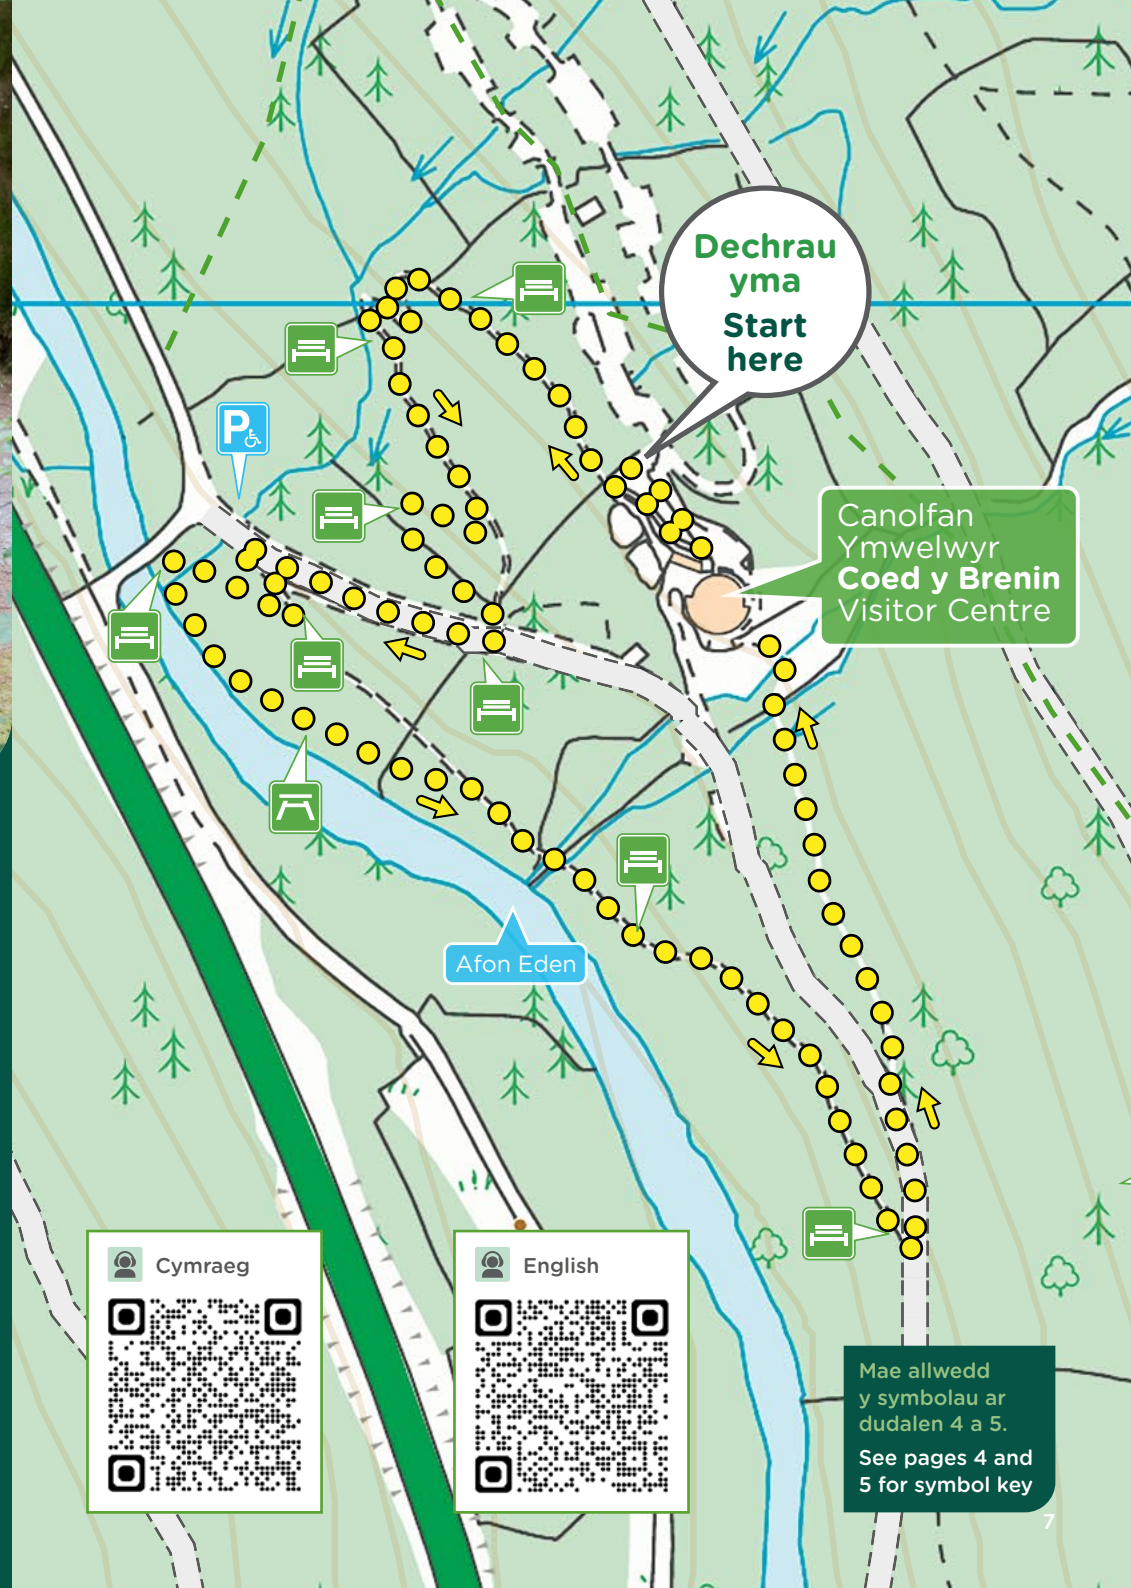 Dechrau
yma
Start
here
P
Canolfan
Ymwelwyr
Coed y Brenin
Visitor Centre
Afon Eden
Cymraeg
English
Mae allwedd
y symbolau ar
dudalen 4 a 5.
See pages 4 and
5 for symbol key
7